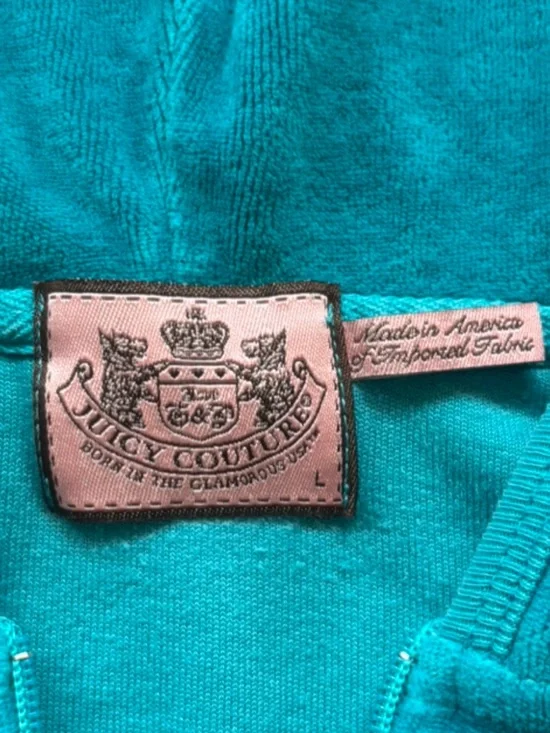 G&P
JUICY COUTURE®
BORN IN THE GLAMOROUS USA
L
Made in America
of Imported Fabric